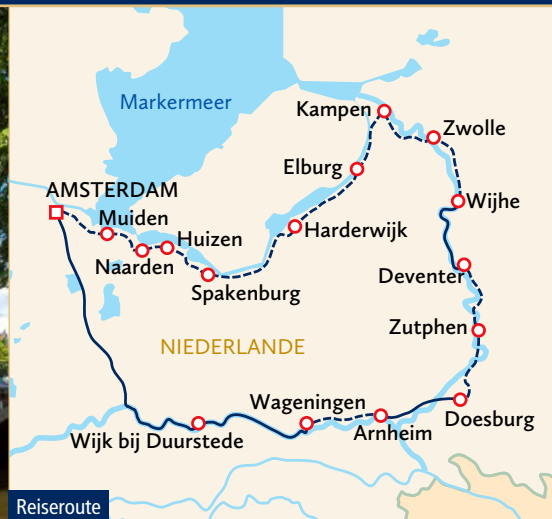 Markermeer
Kampen
Zwolle
Elburg
AMSTERDAM
Wijhe
Muiden
Huizen
Harderwijk
Naarden
Deventer
Spakenburg
Zutphen
NIEDERLANDE
Wageningen
Doesburg
Wijk bij Duurstede
Arnheim
Reiseroute